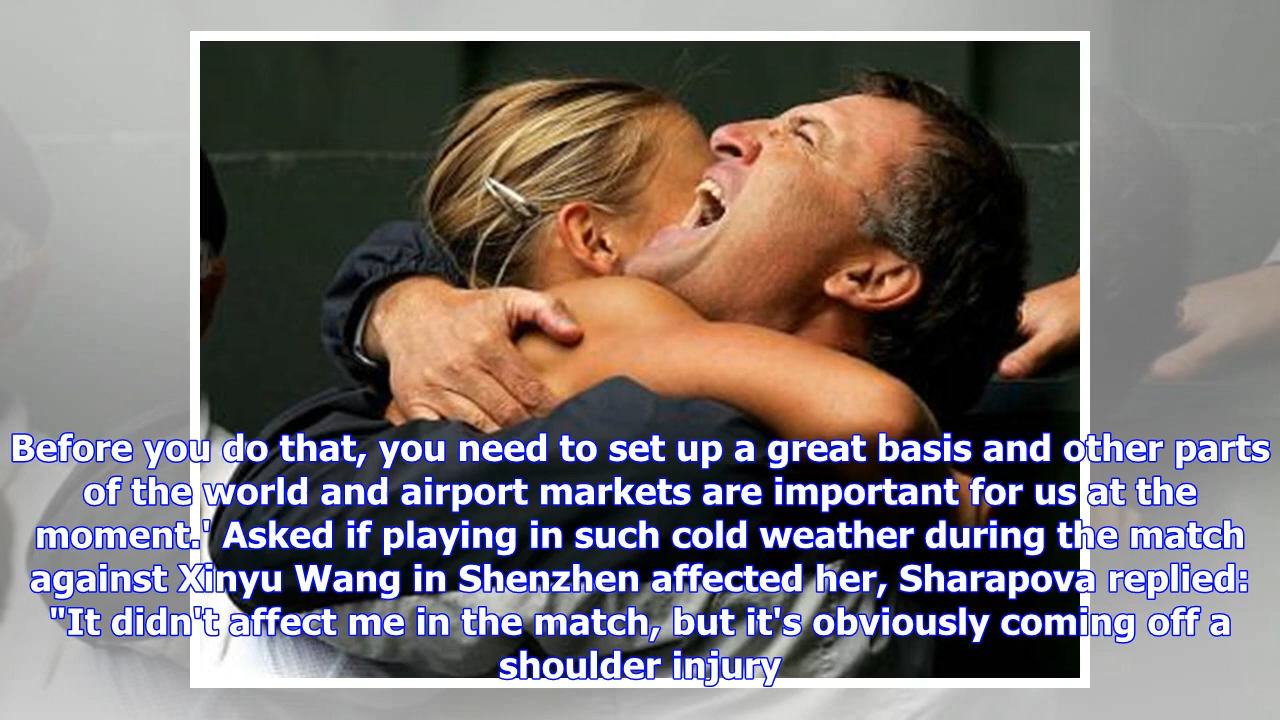 Before you do that, you need to set up a great basis and other parts
of the world and airport markets are important for us at the
moment.' Asked if playing in such cold weather during the match
against Xinyu Wang in Shenzhen affected her, Sharapova replied:
"It didn't affect me in the match, but it's obviously coming off a
shoulder injury